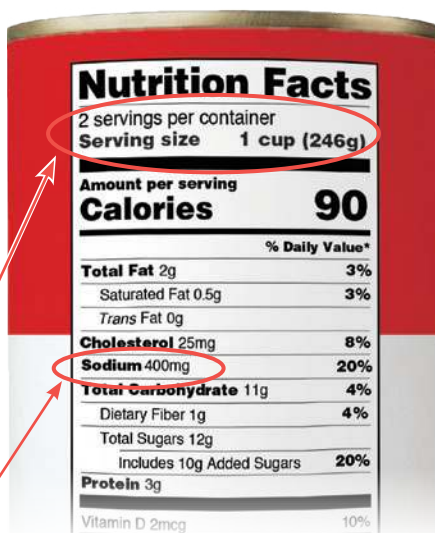 Nutrition Facts
2 servings per container
Serving size 1 cup (246g)
Amount per serving
Calories 90
% Daily Value*
Total Fat 2g 3%
Saturated Fat 0.5g 3%
Trans Fat 0g
Cholesterol 25mg 8%
Sodium 400mg 20%
Total Carbohydrate 11g 4%
Dietary Fiber 1g 4%
Total Sugars 12g
Includes 10g Added Sugars 20%
Protein 3g
Vitamin D 2mcg 10%